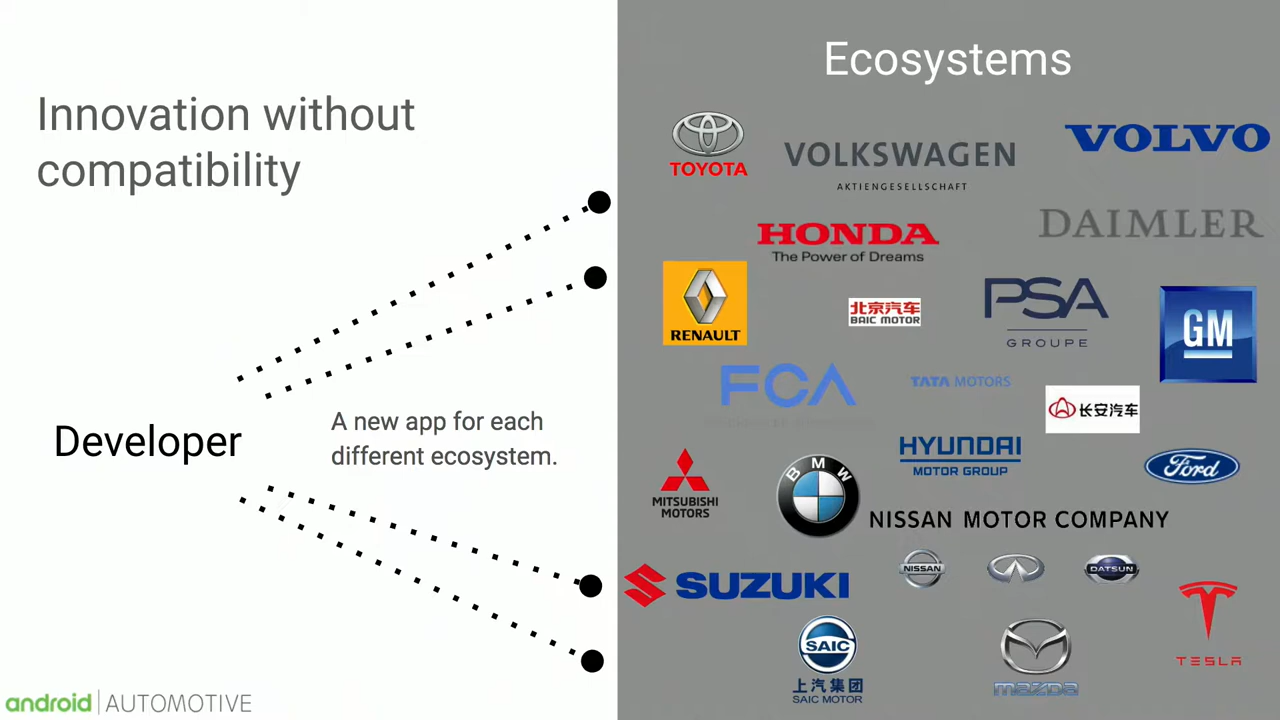 Innovation without
compatibility
Developer
A new app for each
different ecosystem.
android AUTOMOTIVE
Ecosystems
TOYOTA
VOLKSWAGEN
AKTIENGESELLSCHAFT
VOLVO
HONDA
The Power of Dreams
DAIMLER
RENAULT
北京汽车
BAIC MOTOR
PSA
GROUPE
GM
FCA
TATA MOTORS
长安汽车
HYUNDAI
MOTOR GROUP
Ford
MITSUBISHI
MOTORS
BMW
NISSAN MOTOR COMPANY
NISSAN
DATSUN
SUZUKI
TESLA
SAIC
上汽集团
SAIC MOTOR
mazda